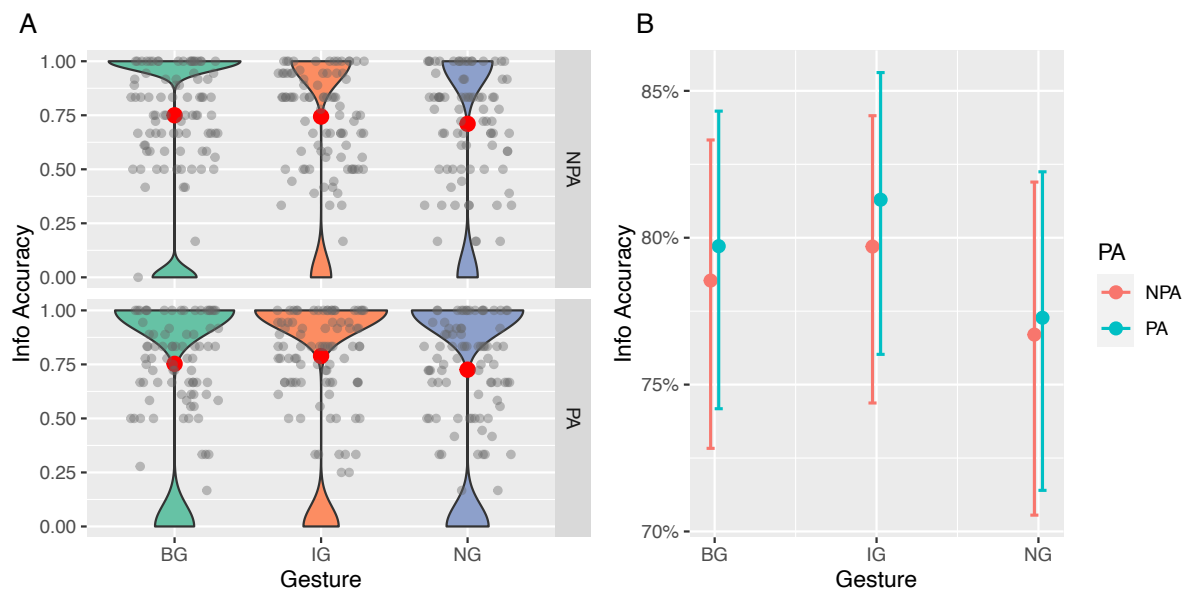 A
Info Accuracy
1.00
0.75
0.50
0.25
0.00
NPA
1.00
0.75
0.50
0.25
0.00
PA
BG
IG
NG
Gesture
B
Info Accuracy
85%
80%
75%
70%
BG
IG
NG
Gesture
PA
NPA
PA